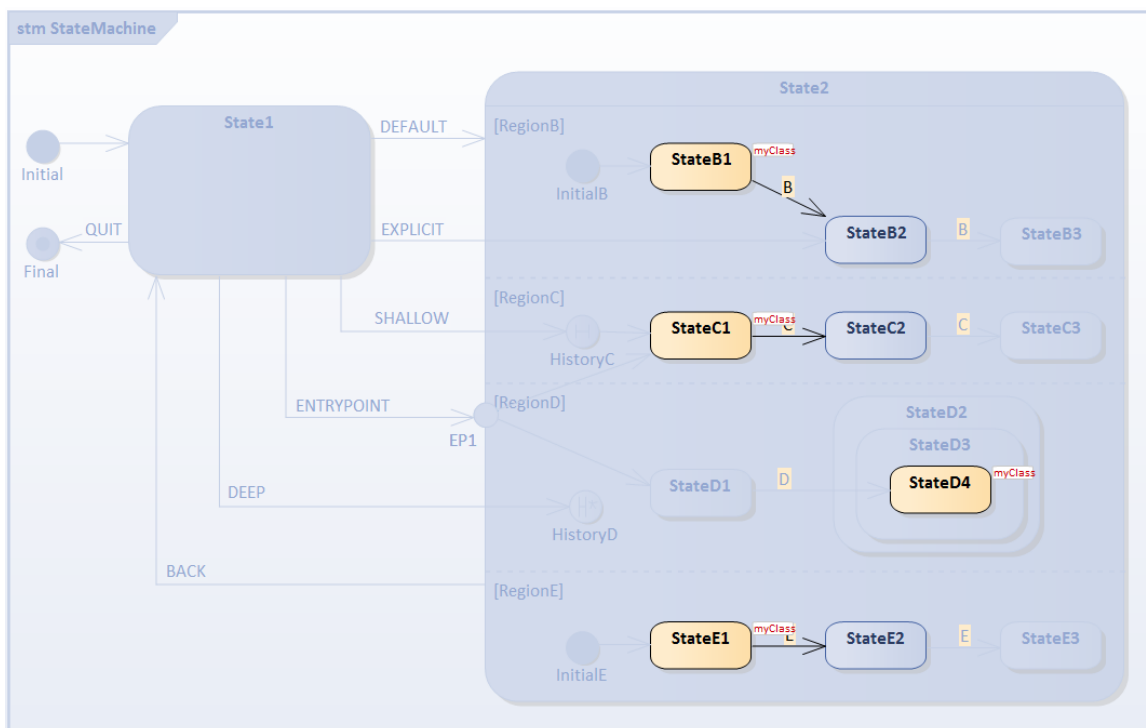 stm StateMachine
State2
State1
DEFAULT
[RegionB]
StateB1
myClass
Initial
InitialB
B
QUIT
EXPLICIT
StateB2
B
StateB3
Final
[RegionC]
SHALLOW
StateC1
myClass
C
StateC2
C
StateC3
H
HistoryC
[RegionD]
ENTRYPOINT
EP1
StateD2
StateD3
StateD1
D
StateD4
myClass
DEEP
H*
HistoryD
BACK
[RegionE]
StateE1
myClass
E
StateE2
E
StateE3
InitialE